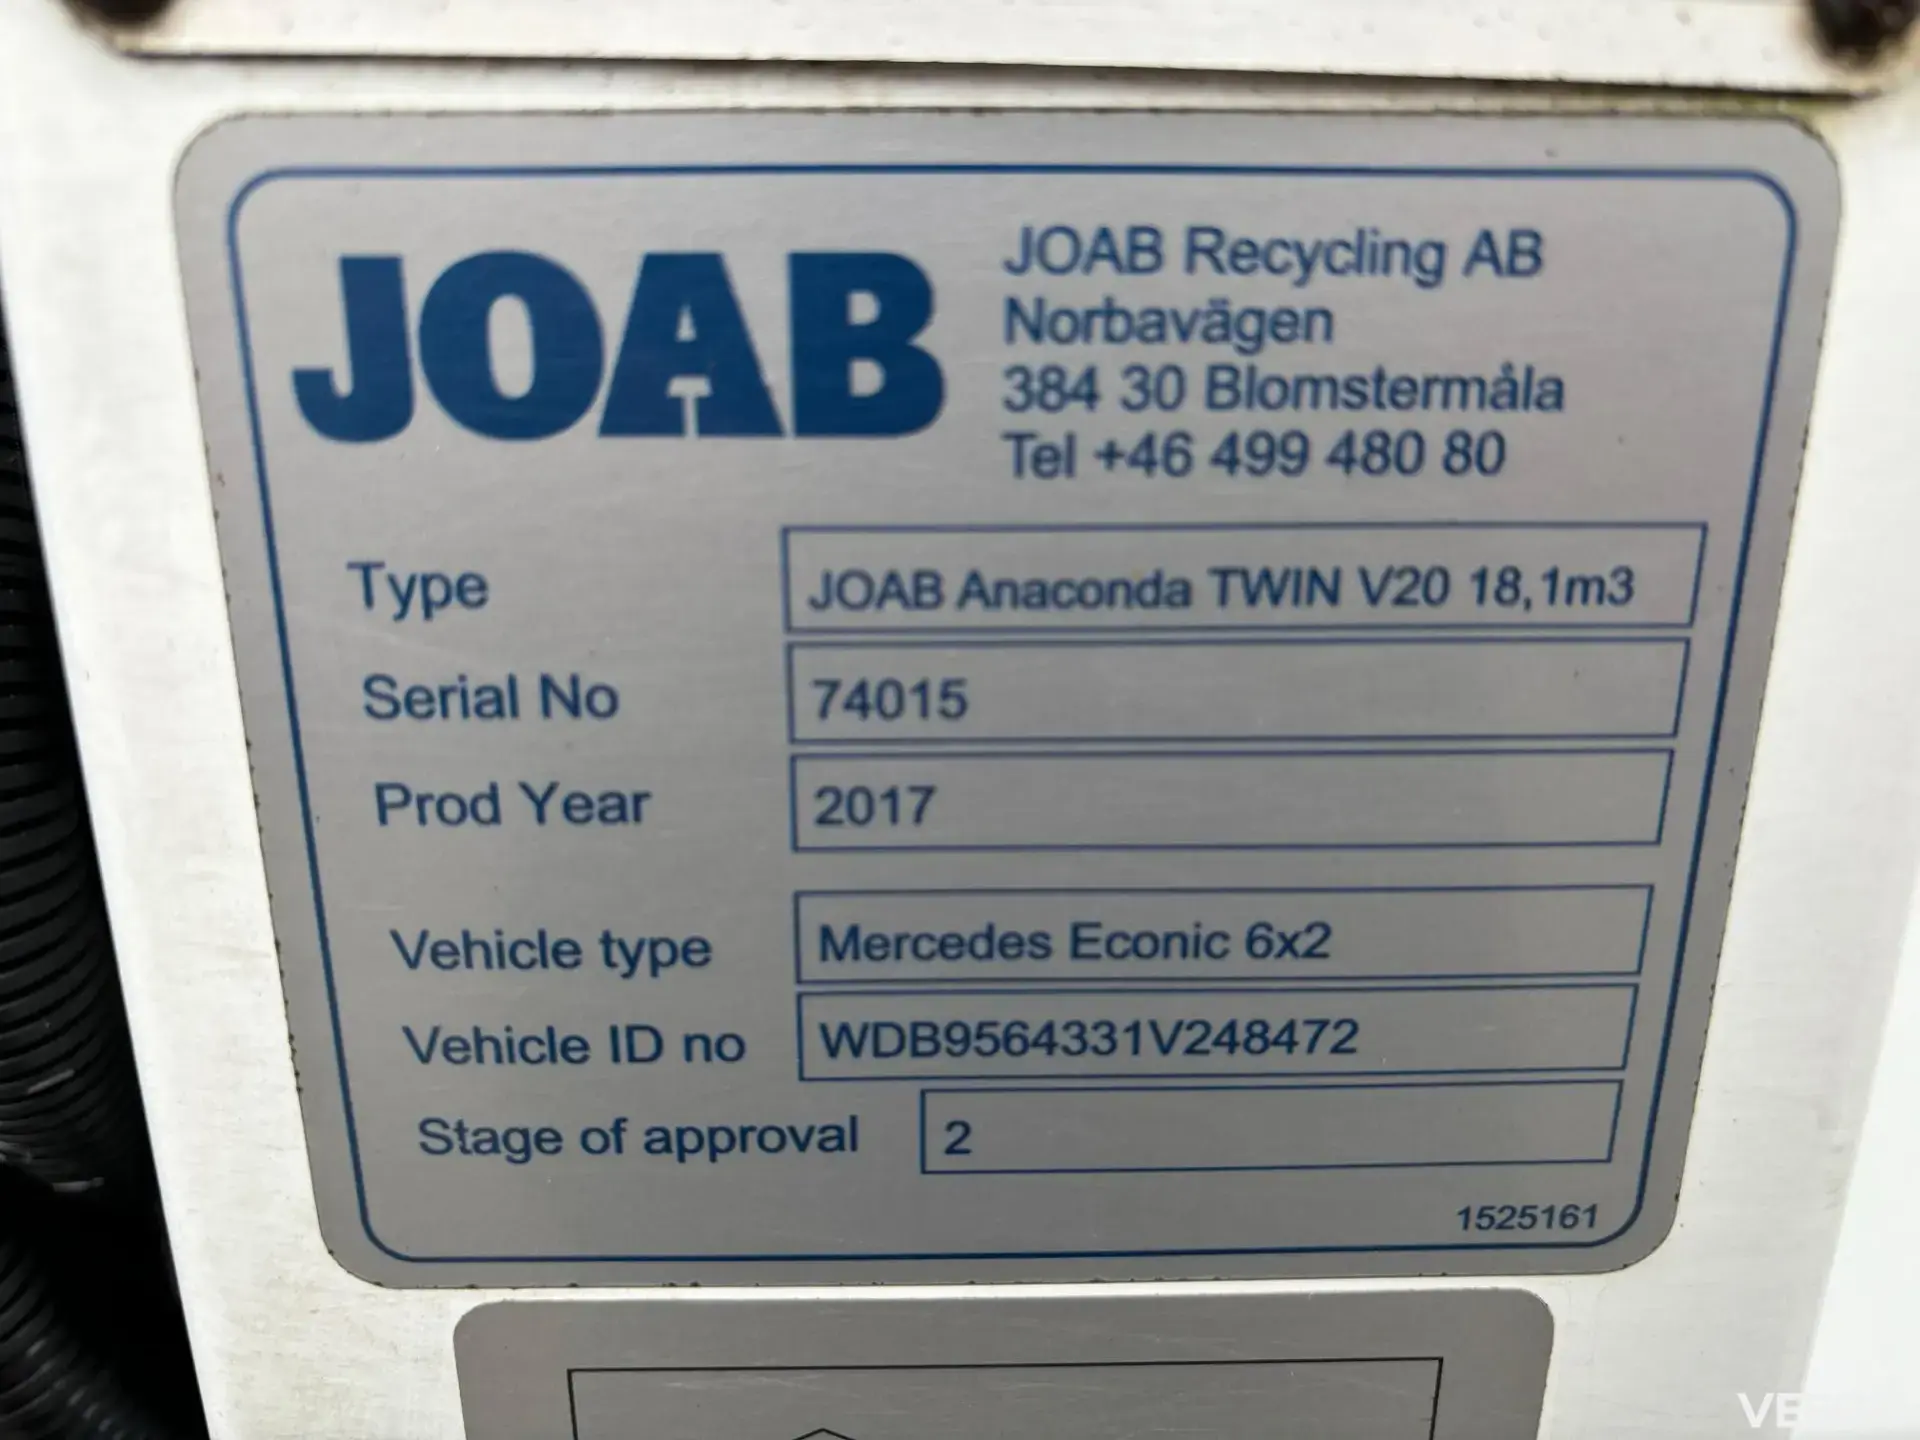 JOAB
JOAB Recycling AB
Norbavägen
384 30 Blomstermåla
Tel +46 499 480 80
Type JOAB Anaconda TWIN V20 18,1m3
Serial No 74015
Prod Year 2017
Vehicle type Mercedes Econic 6x2
Vehicle ID no WDB9564331V248472
Stage of approval 2
1525161